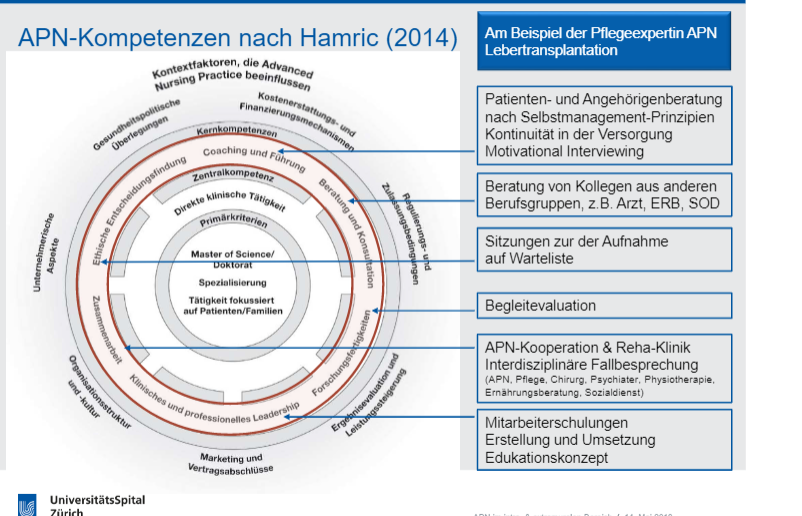 APN-Kompetenzen nach Hamric (2014)
Am Beispiel der Pflegeexpertin APN
Lebertransplantation
Kontextfaktoren, die Advanced
Nursing Practice beeinflussen
Gesundheitspolitische
Überlegungen
Kostenerstattungs- und
Finanzierungsmechanismen
Kernkompetenzen
Coaching und Führung
Ethische Entscheidungsfindung
Zentralkompetenz
Beratung und Konsultation
Regulierungs- und
Zulassungsbedingungen
Direkte klinische Tätigkeit
Primärkriterien
Unternehmerische
Aspekte
Master of Science/
Doktorat
Spezialisierung
Tätigkeit fokussiert
auf Patienten/Familien
Zusammenarbeit
Forschungsfertigkeiten
Klinisches und professionelles Leadership
Organisationsstruktur
und -kultur
Ergebnisevaluation und
Leistungssteigerung
Marketing und
Vertragsabschlüsse
Patienten- und Angehörigenberatung
nach Selbstmanagement-Prinzipien
Kontinuität in der Versorgung
Motivational Interviewing
Beratung von Kollegen aus anderen
Berufsgruppen, z.B. Arzt, ERB, SOD
Sitzungen zur der Aufnahme
auf Warteliste
Begleitevaluation
APN-Kooperation & Reha-Klinik
Interdisziplinäre Fallbesprechung
(APN, Pflege, Chirurg, Psychiater, Physiotherapie,
Ernährungsberatung, Sozialdienst)
Mitarbeiterschulungen
Erstellung und Umsetzung
Edukationskonzept
UniversitätsSpital
Zürich